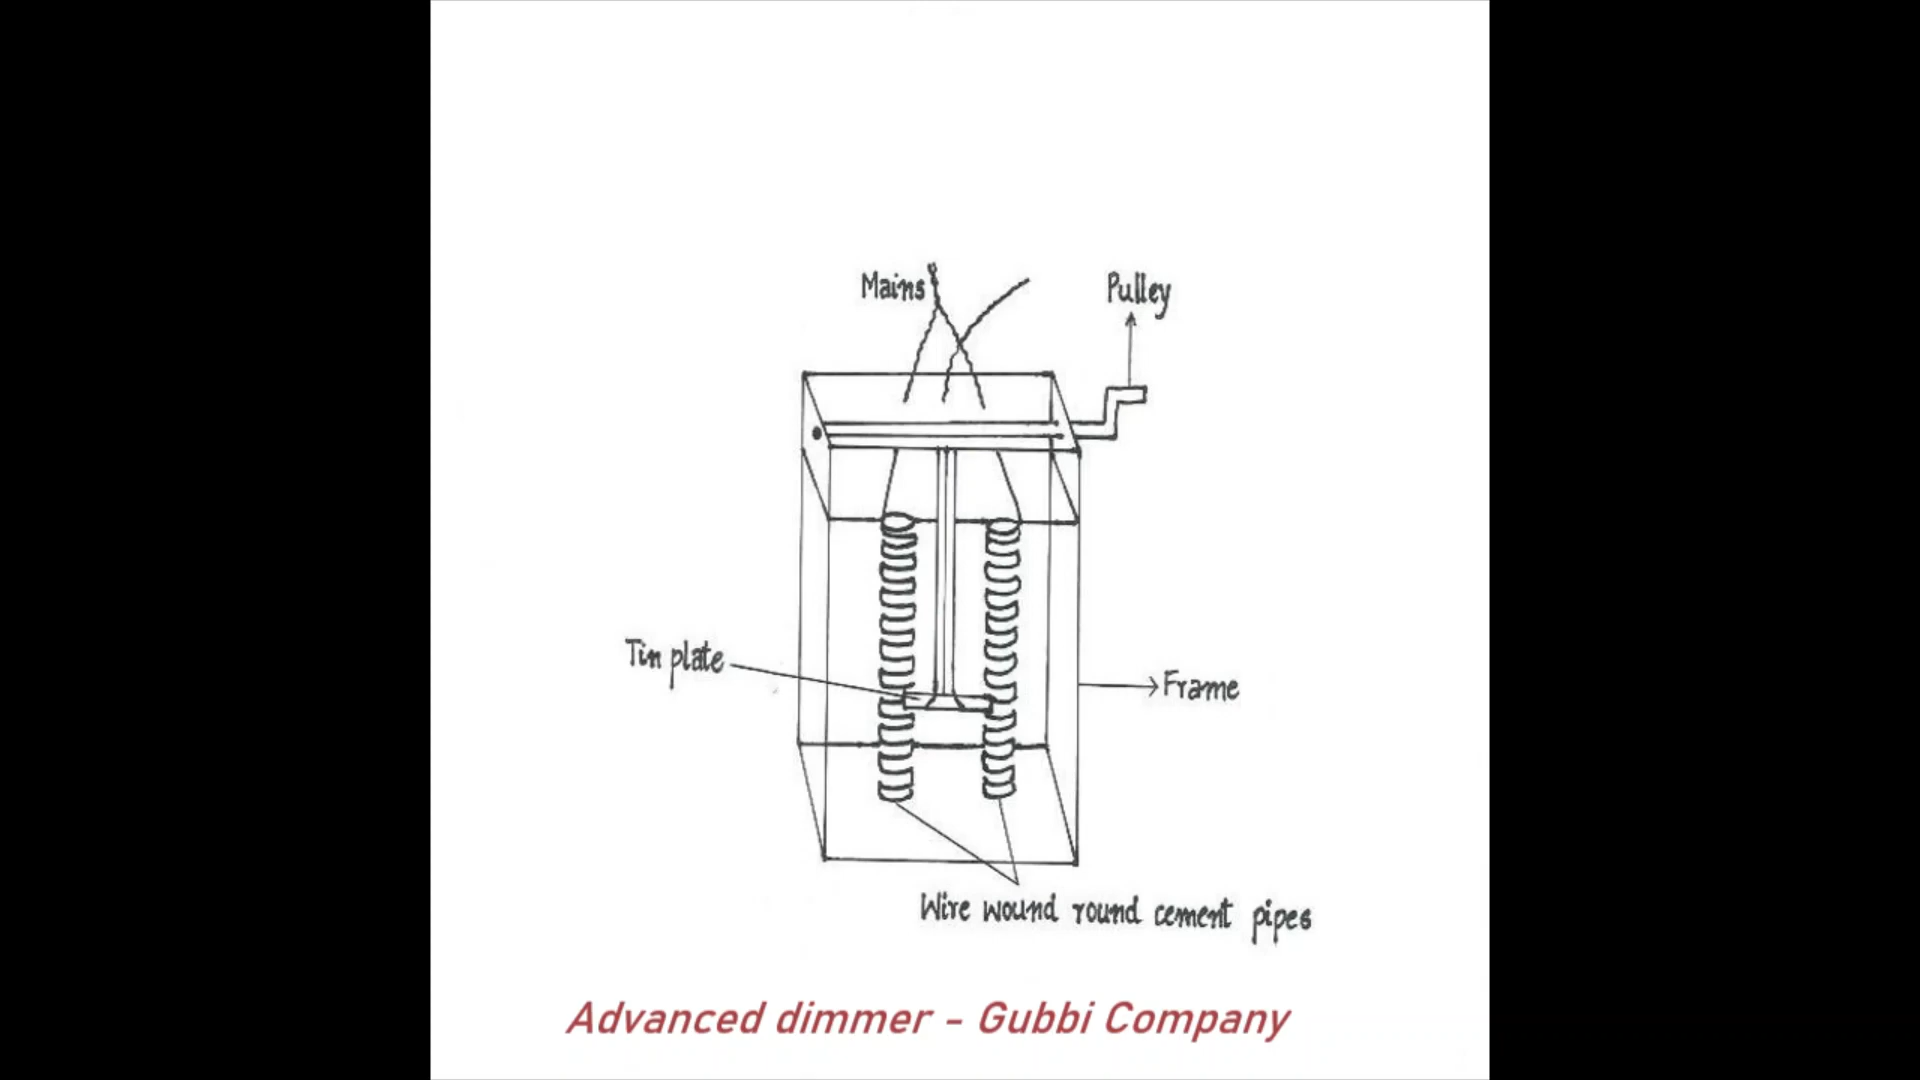 Mains
Pulley
Tin plate
Frame
Wire wound round cement pipes
Advanced dimmer - Gubbi Company